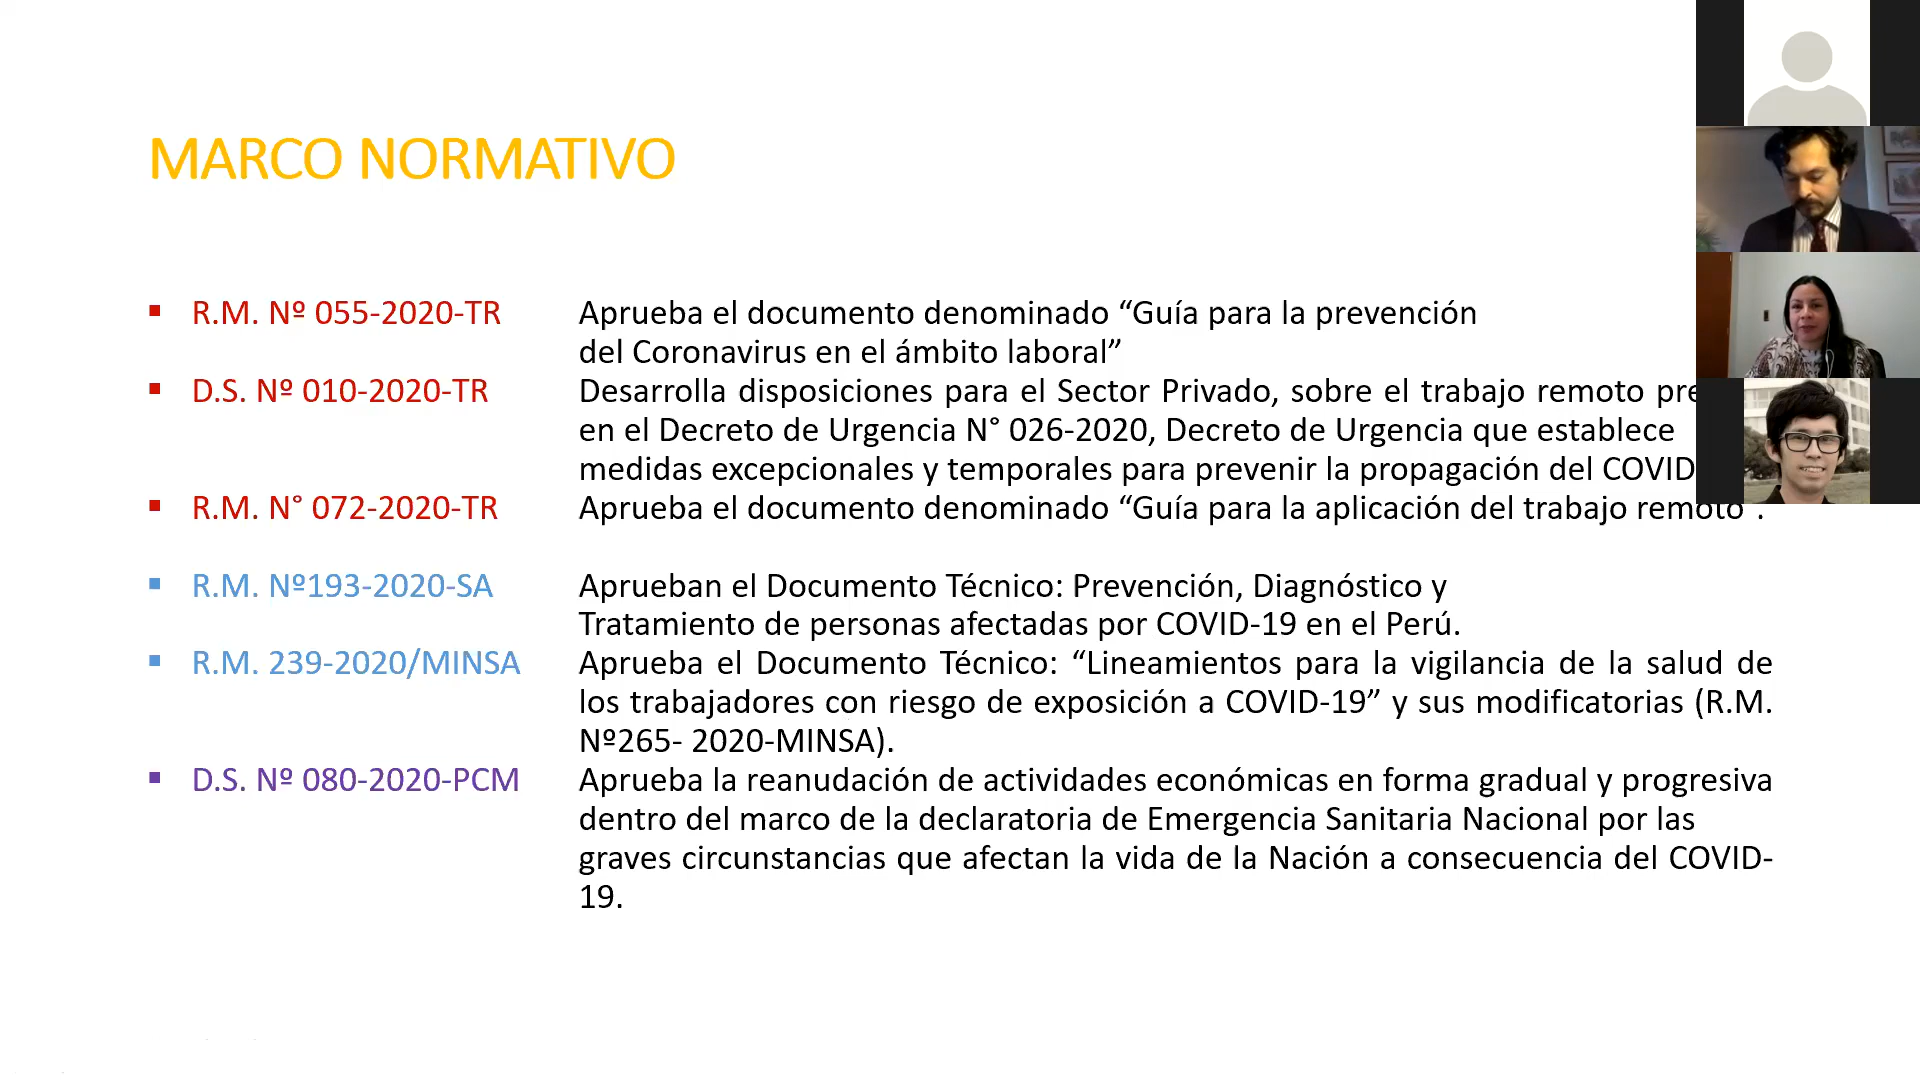 MARCO NORMATIVO
▪ R.M. Nº 055-2020-TR Aprueba el documento denominado “Guía para la prevención
del Coronavirus en el ámbito laboral”
▪ D.S. Nº 010-2020-TR Desarrolla disposiciones para el Sector Privado, sobre el trabajo remoto
en el Decreto de Urgencia N° 026-2020, Decreto de Urgencia que establece
medidas excepcionales y temporales para prevenir la propagación del COVID
▪ R.M. N° 072-2020-TR Aprueba el documento denominado “Guía para la aplicación del trabajo remoto”.
▪ R.M. Nº193-2020-SA Aprueban el Documento Técnico: Prevención, Diagnóstico y
Tratamiento de personas afectadas por COVID-19 en el Perú.
▪ R.M. 239-2020/MINSA Aprueba el Documento Técnico: “Lineamientos para la vigilancia de la salud de
los trabajadores con riesgo de exposición a COVID-19” y sus modificatorias (R.M.
Nº265- 2020-MINSA).
▪ D.S. Nº 080-2020-PCM Aprueba la reanudación de actividades económicas en forma gradual y progresiva
dentro del marco de la declaratoria de Emergencia Sanitaria Nacional por las
graves circunstancias que afectan la vida de la Nación a consecuencia del COVID-
19.